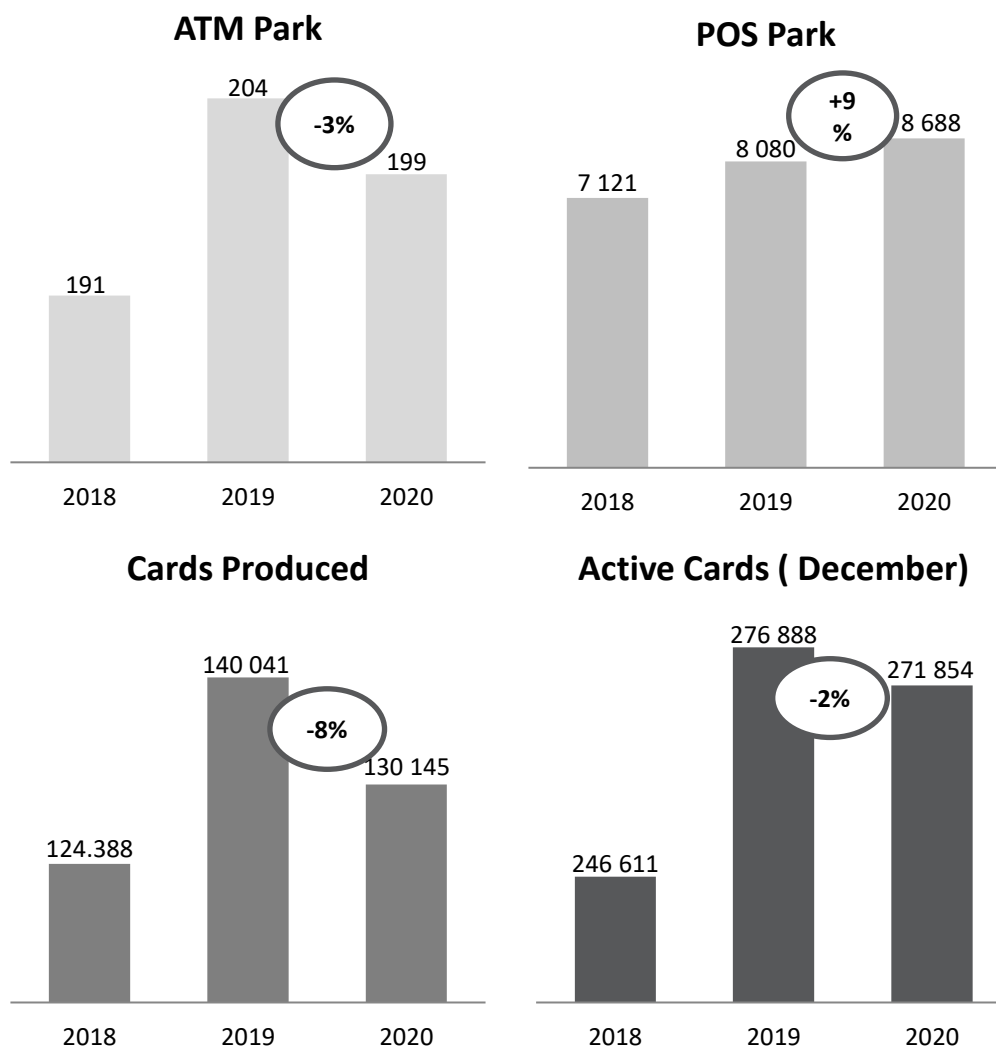 ATM Park
204
-3%
199
191
2018 2019 2020
POS Park
+9
%
8 688
8 080
7 121
2018 2019 2020
Cards Produced
140 041
-8%
130 145
124.388
2018 2019 2020
Active Cards ( December)
276 888
271 854
-2%
246 611
2018 2019 2020